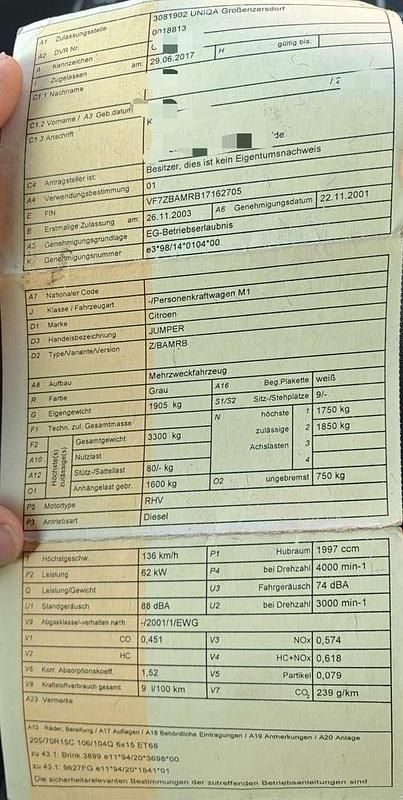 A1 Zulassungsstelle 3081902 UNIQA Großenzersdorf
A2 DVR Nr. 0018813
A Kennzeichen H gültig bis:
Zugelassen am: 29.06.2017
C1.1 Nachname
C1.2 Vorname / A3 Geb.datum
C1.3 Anschrift K
de
Besitzer, dies ist kein Eigentumsnachweis
C4 Antragsteller ist:
A4 Verwendungsbestimmung 01
E FIN VF7ZBAMRB17162705
B Erstmalige Zulassung am: 26.11.2003 A6 Genehmigungsdatum 22.11.2001
A5 Genehmigungsgrundlage EG-Betriebserlaubnis
K Genehmigungsnummer e3*98/14*0104*00
A7 Nationaler Code
J Klasse / Fahrzeugart -/Personenkraftwagen M1
D1 Marke Citroen
D3 Handelsbezeichnung JUMPER
D2 Type/Variante/Version Z/BAMRB
A8 Aufbau Mehrzweckfahrzeug
R Farbe Grau A16 Beg.Plakette weiß
G Eigengewicht 1905 kg S1/S2 Sitz-/Stehplätze 9/-
F1 Techn. zul. Gesamtmasse N höchste 1 1750 kg
F2 Höchste(s) zulässige(s) Gesamtgewicht 3300 kg zulässige 2 1850 kg
A10 Nutzlast Achslasten 3
A12 Stütz-/Sattellast 80/- kg 4
O1 Anhängelast gebr. 1600 kg O2 ungebremst 750 kg
P5 Motortype RHV
P3 Antriebsart Diesel
T Höchstgeschw. 136 km/h P1 Hubraum 1997 ccm
P2 Leistung 62 kW P4 bei Drehzahl 4000 min-1
Q Leistung/Gewicht U3 Fahrgeräusch 74 dBA
U1 Standgeräusch 88 dBA U2 bei Drehzahl 3000 min-1
V9 Abgasklasse/-verhalten nach -/2001/1/EWG
V1 CO 0,451 V3 NOx 0,574
V2 HC V4 HC+NOx 0,618
V6 Korr. Absorptionskoeff. 1,52 V5 Partikel 0,079
V8 Kraftstoffverbrauch gesamt 9 l/100 km V7 CO2 239 g/km
A23 Vermerke
A13 Räder, Bereifung / A17 Auflagen / A18 Behördliche Eintragungen / A19 Anmerkungen / A20 Anlage
205/70R15C 106/104Q 6x15 ET68
zu 43.1: Brink 3899 e11*94/20*3696*00
zu 43.1: 9627FG e11*94/20*1641*01
Die sicherheitsrelevanten Bestimmungen der zutreffenden Betriebsanleitungen sind